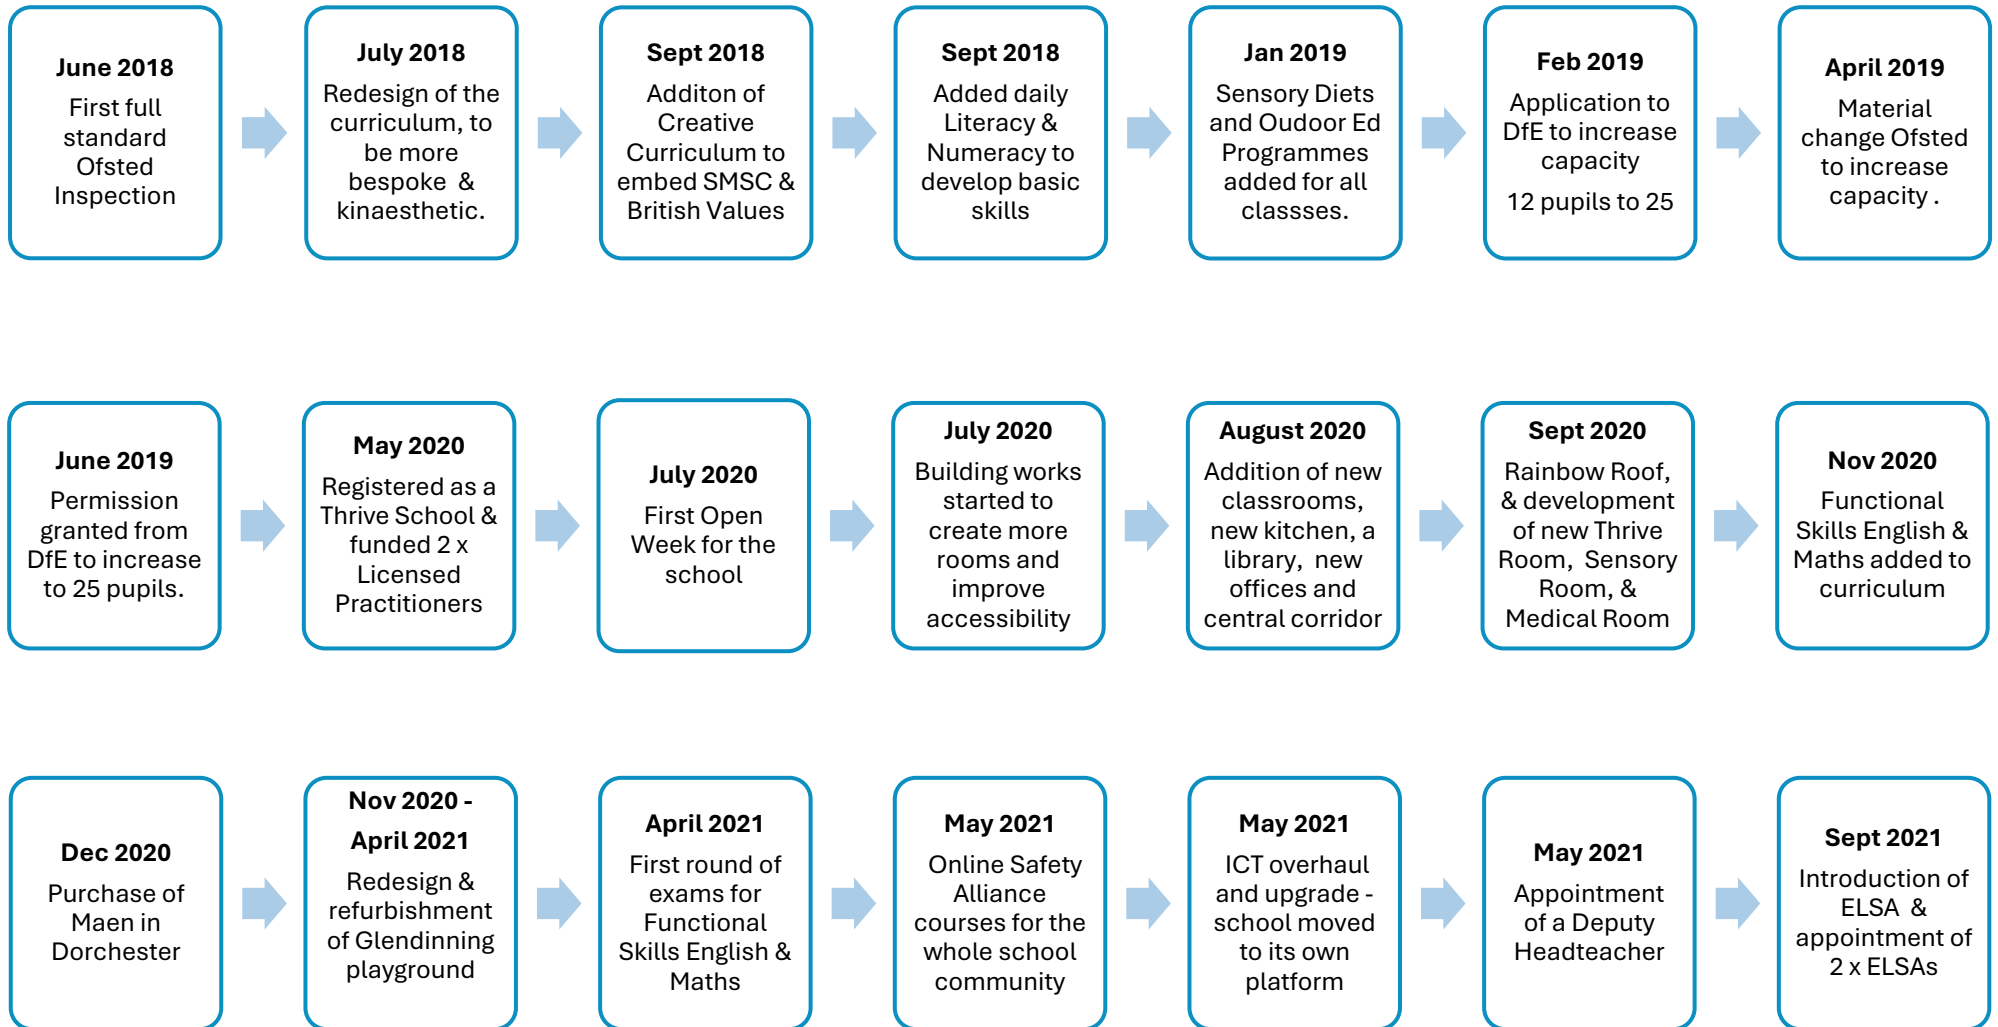 June 2018
First full
standard
Ofsted
Inspection
July 2018
Redesign of the
curriculum, to
be more
bespoke &
kinaesthetic.
Sept 2018
Additon of
Creative
Curriculum to
embed SMSC &
British Values
Sept 2018
Added daily
Literacy &
Numeracy to
develop basic
skills
Jan 2019
Sensory Diets
and Oudoor Ed
Programmes
added for all
classses.
Feb 2019
Application to
DfE to increase
capacity
12 pupils to 25
April 2019
Material
change Ofsted
to increase
capacity .
June 2019
Permission
granted from
DfE to increase
to 25 pupils.
May 2020
Registered as a
Thrive School &
funded 2 x
Licensed
Practitioners
July 2020
First Open
Week for the
school
July 2020
Building works
started to
create more
rooms and
improve
accessibility
August 2020
Addition of new
classrooms,
new kitchen, a
library, new
offices and
central corridor
Sept 2020
Rainbow Roof,
& development
of new Thrive
Room, Sensory
Room, &
Medical Room
Nov 2020
Functional
Skills English &
Maths added to
curriculum
Dec 2020
Purchase of
Maen in
Dorchester
Nov 2020 -
April 2021
Redesign &
refurbishment
of Glendinning
playground
April 2021
First round of
exams for
Functional
Skills English &
Maths
May 2021
Online Safety
Alliance
courses for the
whole school
community
May 2021
ICT overhaul
and upgrade -
school moved
to its own
platform
May 2021
Appointment
of a Deputy
Headteacher
Sept 2021
Introduction of
ELSA &
appointment of
2 x ELSAs